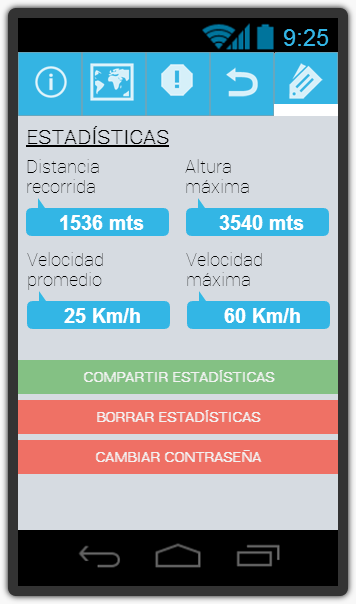 9:25
ESTADÍSTICAS
Distancia
recorrida
1536 mts
Altura
máxima
3540 mts
Velocidad
promedio
25 Km/h
Velocidad
máxima
60 Km/h
COMPARTIR ESTADÍSTICAS
BORRAR ESTADÍSTICAS
CAMBIAR CONTRASEÑA